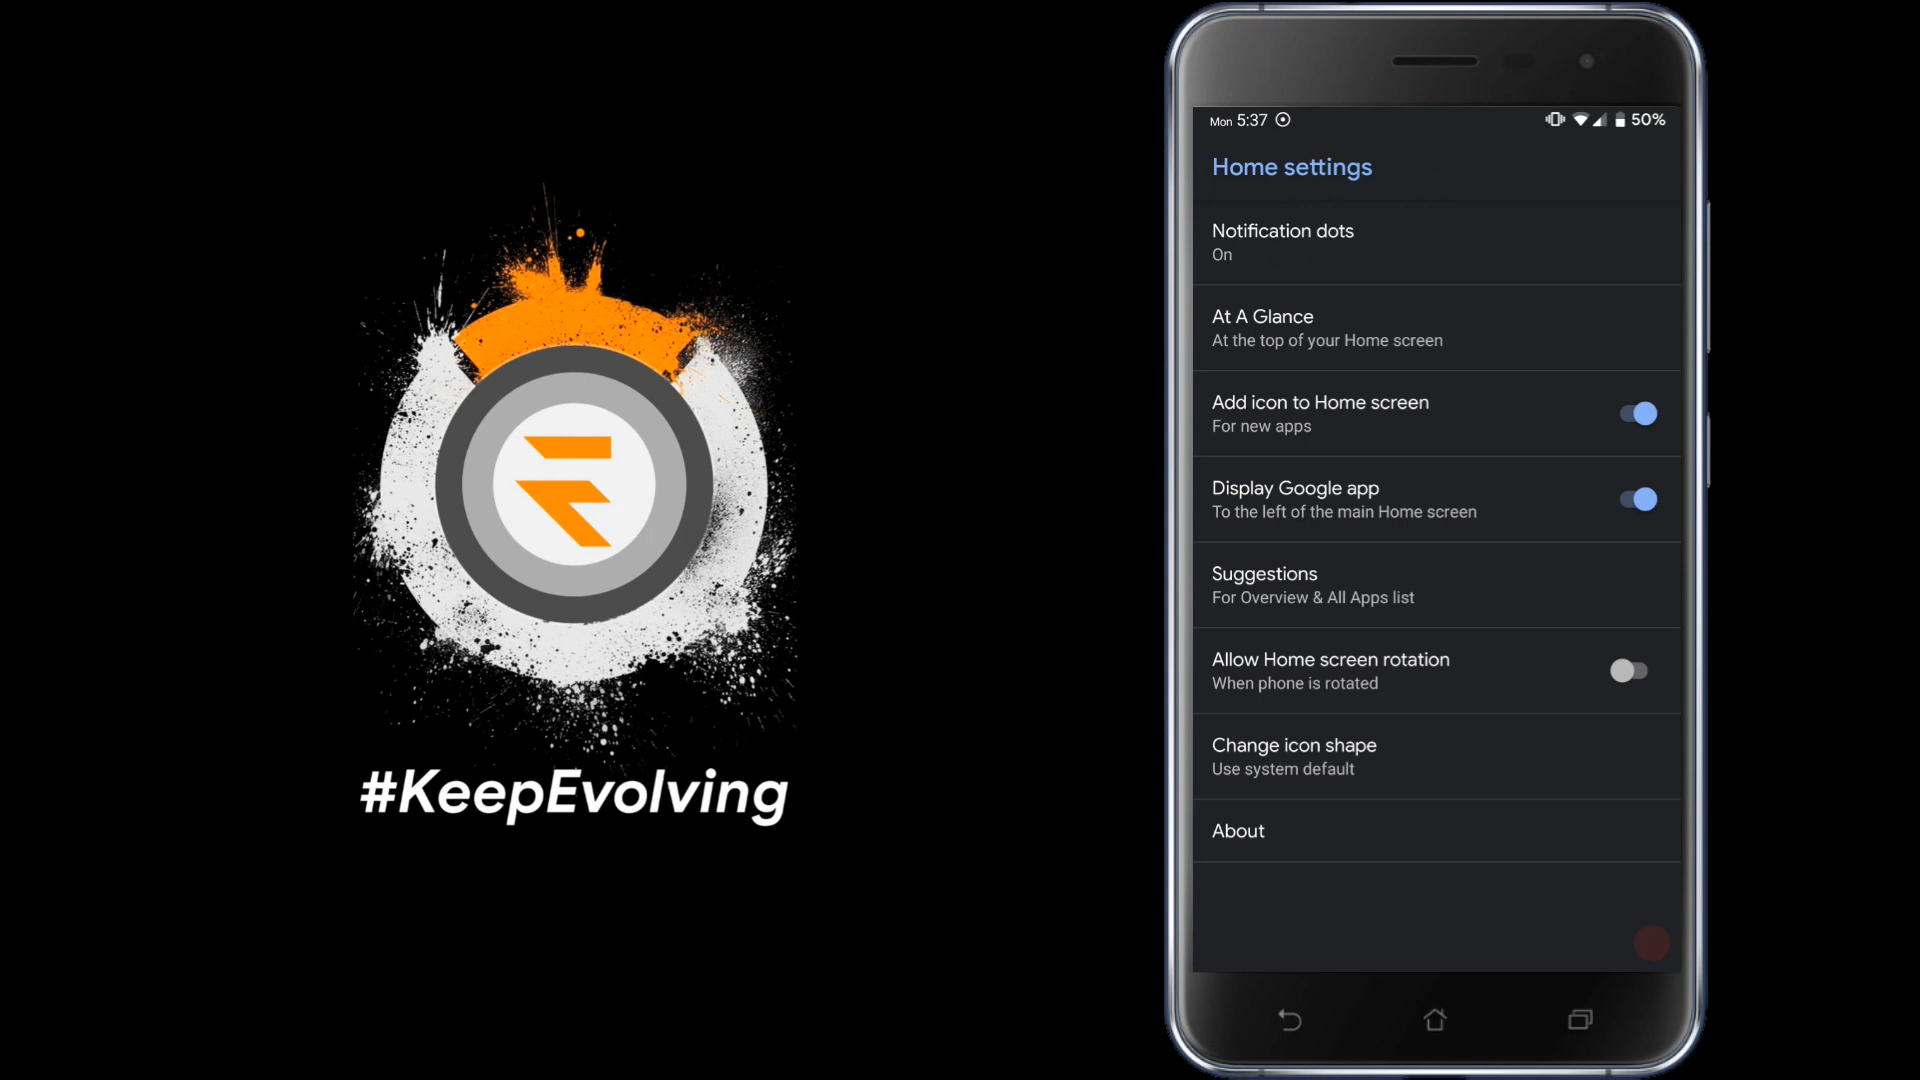 #KeepEvolving
Mon 5:37 50%
Home settings
Notification dots
On
At A Glance
At the top of your Home screen
Add icon to Home screen
For new apps
Display Google app
To the left of the main Home screen
Suggestions
For Overview & All Apps list
Allow Home screen rotation
When phone is rotated
Change icon shape
Use system default
About